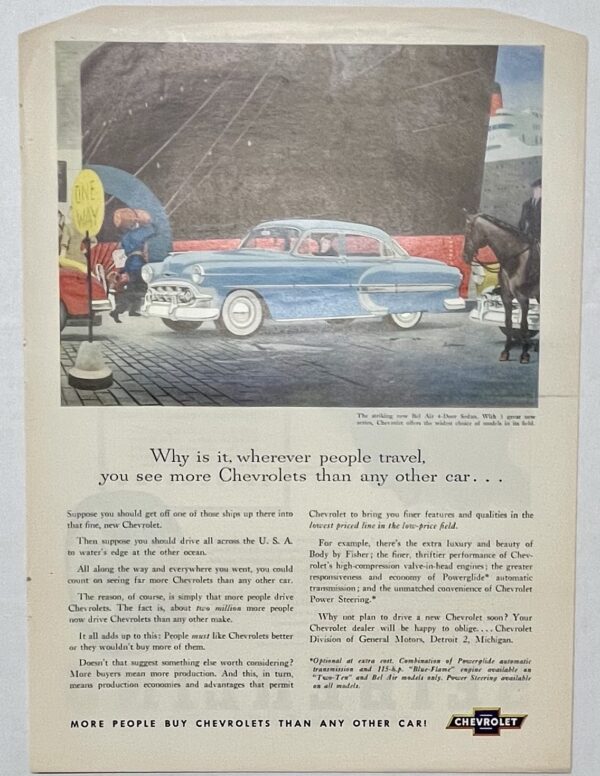 ONE
WAY
The striking new Bel Air 4-Door Sedan. With 3 great new
series, Chevrolet offers the widest choice of models in its field.
Why is it, wherever people travel,
you see more Chevrolets than any other car . . .
Suppose you should get off one of those ships up there into
that fine, new Chevrolet.
Then suppose you should drive all across the U. S. A.
to water's edge at the other ocean.
All along the way and everywhere you went, you could
count on seeing far more Chevrolets than any other car.
The reason, of course, is simply that more people drive
Chevrolets. The fact is, about two million more people
now drive Chevrolets than any other make.
It all adds up to this: People must like Chevrolets better
or they wouldn't buy more of them.
Doesn't that suggest something else worth considering?
More buyers mean more production. And this, in turn,
means production economies and advantages that permit
Chevrolet to bring you finer features and qualities in the
lowest priced line in the low-price field.
For example, there's the extra luxury and beauty of
Body by Fisher; the finer, thriftier performance of Chev-
rolet's high-compression valve-in-head engines; the greater
responsiveness and economy of Powerglide* automatic
transmission; and the unmatched convenience of Chevrolet
Power Steering.*
Why not plan to drive a new Chevrolet soon? Your
Chevrolet dealer will be happy to oblige. . . . Chevrolet
Division of General Motors, Detroit 2, Michigan.
*Optional at extra cost. Combination of Powerglide automatic
transmission and 115-h.p. "Blue-Flame" engine available on
"Two-Ten" and Bel Air models only. Power Steering available
on all models.
MORE PEOPLE BUY CHEVROLETS THAN ANY OTHER CAR!
CHEVROLET